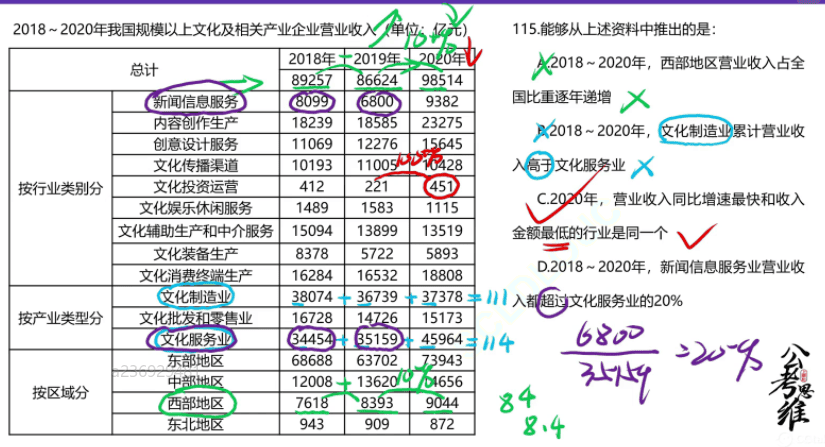 2018～2020年我国规模以上文化及相关产业企业营业收入（单位：亿元）
10+%
总计 2018年 2019年 2020年
89257 86624 98514
按行业类别分
新闻信息服务 8099 6800 9382
内容创作生产 18239 18585 23275
创意设计服务 11069 12276 15645
文化传播渠道 10193 11005 10428
100+%
文化投资运营 412 221 451
文化娱乐休闲服务 1489 1583 1115
文化辅助生产和中介服务 15094 13899 13519
文化装备生产 8378 5722 5893
文化消费终端生产 16284 16532 18808
按产业类型分
文化制造业 38074 + 36739 + 37378 = 111
文化批发和零售业 16728 14726 15173
文化服务业 34454 + 35159 + 45964 = 114
按区域分
东部地区 68688 63702 73943
中部地区 12008 13620 14656
10%
西部地区 7618 8393 9044
东北地区 943 909 872
115.能够从上述资料中推出的是：
A.2018～2020年，西部地区营业收入占全
国比重逐年递增
B.2018～2020年，文化制造业累计营业收
入高于文化服务业
C.2020年，营业收入同比增速最快和收入
金额最低的行业是同一个
D.2018～2020年，新闻信息服务业营业收
入都超过文化服务业的20%
6800
35159
=20-%
84
8.4
公考思维